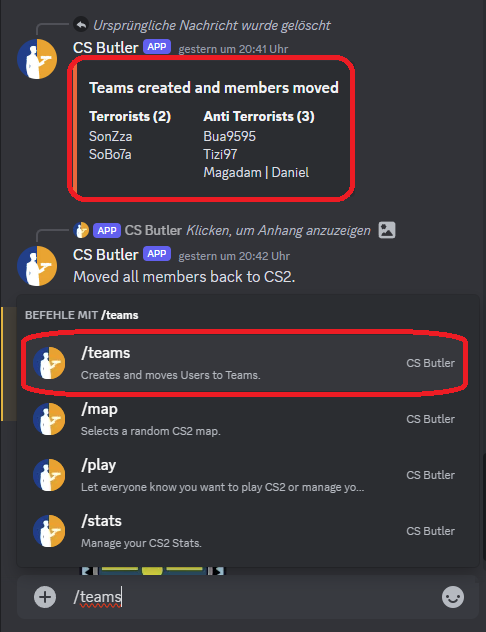 Ursprüngliche Nachricht wurde gelöscht
CS Butler APP gestern um 20:41 Uhr
Teams created and members moved
Terrorists (2) Anti Terrorists (3)
SonZza Bua9595
SoBo7a Tizi97
Magadam | Daniel
APP CS Butler Klicken, um Anhang anzuzeigen
CS Butler APP gestern um 20:42 Uhr
Moved all members back to CS2.
BEFEHLE MIT /teams
/teams
CS Butler
Creates and moves Users to Teams.
/map
CS Butler
Selects a random CS2 map.
/play
CS Butler
Let everyone know you want to play CS2 or manage yo...
/stats
CS Butler
Manage your CS2 Stats.
/teams